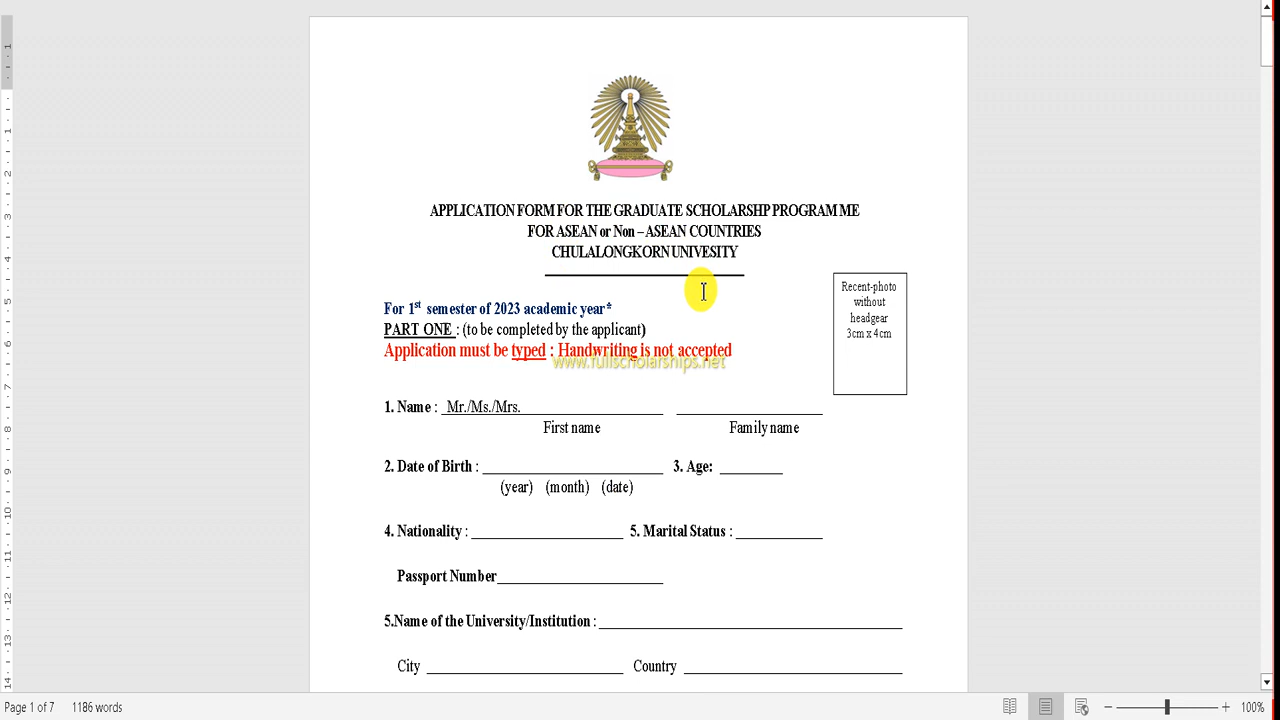 APPLICATION FORM FOR THE GRADUATE SCHOLARSHP PROGRAM ME
FOR ASEAN or Non – ASEAN COUNTRIES
CHULALONGKORN UNIVESITY
Recent-photo
without
headgear
3cm x 4cm
For 1st semester of 2023 academic year*
PART ONE : (to be completed by the applicant)
Application must be typed : Handwriting is not accepted
www.fullscholarships.net
1. Name : Mr./Ms./Mrs.
First name Family name
2. Date of Birth : 3. Age:
(year) (month) (date)
4. Nationality : 5. Marital Status :
Passport Number
5.Name of the University/Institution :
City Country
Page 1 of 7 1186 words 100%